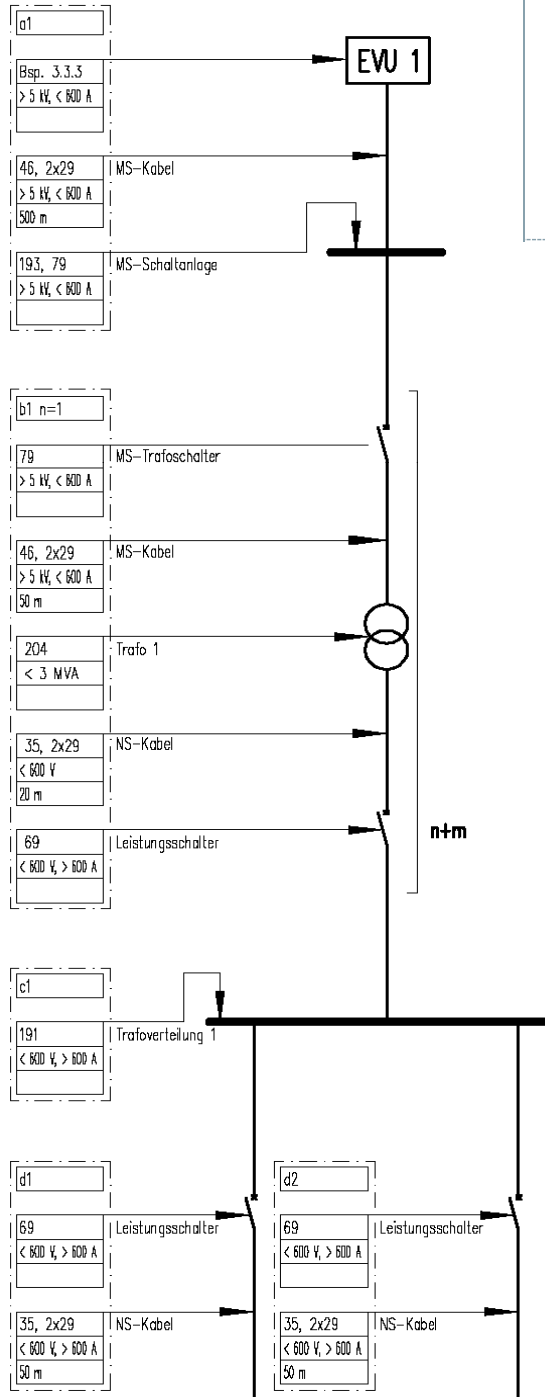 a1
Bsp. 3.3.3
> 5 kV, < 600 A
EVU 1
46, 2x29
MS-Kabel
> 5 kV, < 600 A
500 m
193, 79
MS-Schaltanlage
> 5 kV, < 600 A
b1 n=1
79
MS-Trafoschalter
> 5 kV, < 600 A
46, 2x29
MS-Kabel
> 5 kV, < 600 A
50 m
204
Trafo 1
< 3 MVA
35, 2x29
NS-Kabel
< 600 V
20 m
69
Leistungsschalter
< 600 V, > 600 A
n+m
c1
191
Trafoverteilung 1
< 600 V, > 600 A
d1
69
Leistungsschalter
< 600 V, > 600 A
35, 2x29
NS-Kabel
< 600 V, > 600 A
50 m
d2
69
Leistungsschalter
< 600 V, > 600 A
35, 2x29
NS-Kabel
< 600 V, > 600 A
50 m